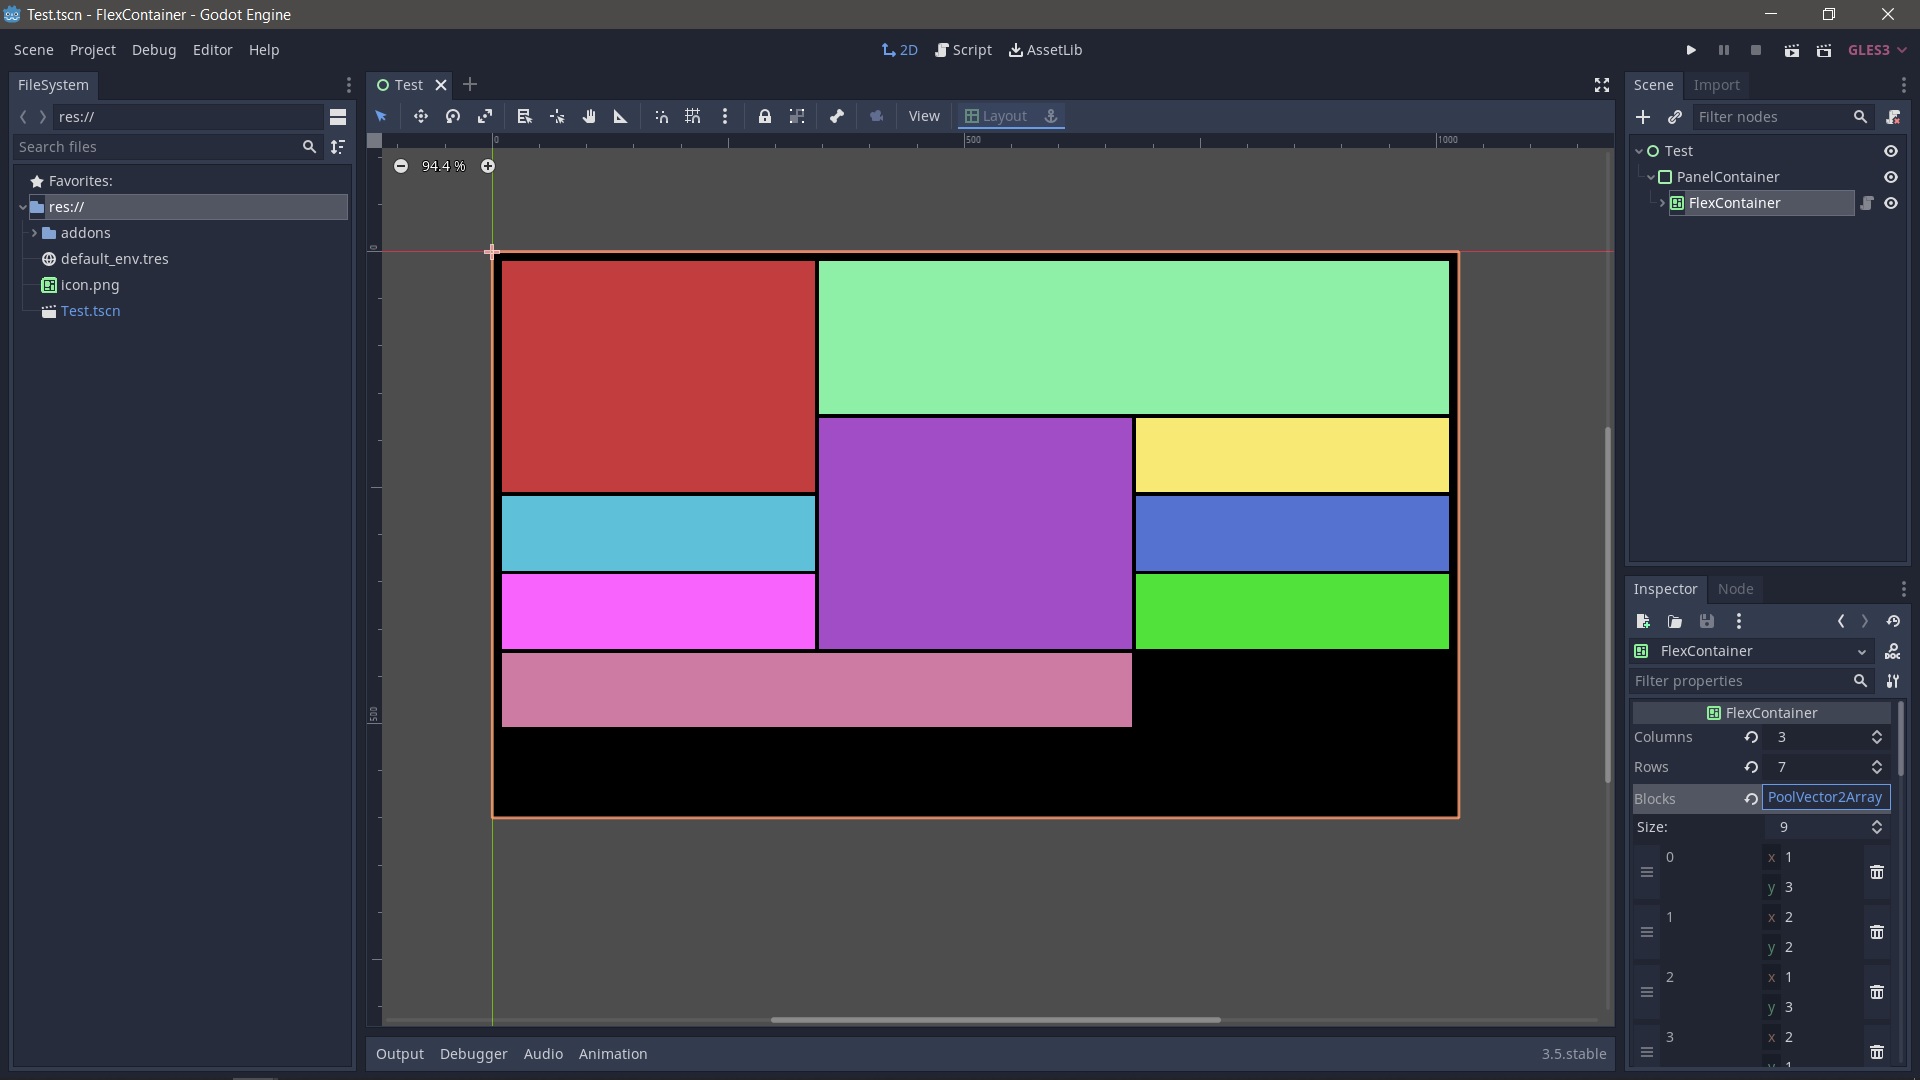 Test.tscn - FlexContainer - Godot Engine
Scene Project Debug Editor Help
2D Script AssetLib
GLES3
FileSystem
res://
Search files
Favorites:
res://
addons
default_env.tres
icon.png
Test.tscn
Test
View Layout
0 500 1000
94.4 %
0
500
Output Debugger Audio Animation 3.5.stable
Scene Import
Filter nodes
Test
PanelContainer
FlexContainer
Inspector Node
FlexContainer
DOC
Filter properties
FlexContainer
Columns 3
Rows 7
Blocks PoolVector2Array
Size: 9
0 x 1
y 3
1 x 2
y 2
2 x 1
y 3
3 x 2
y 1